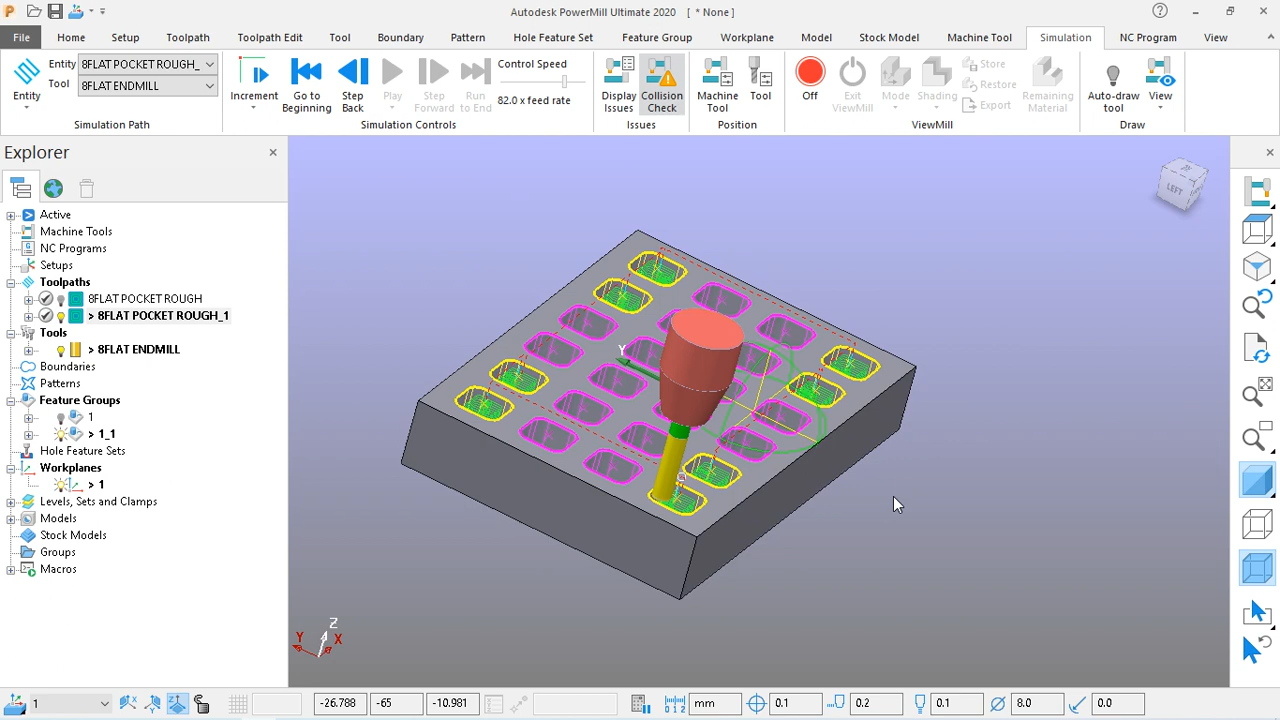 Autodesk PowerMill Ultimate 2020 [ * None ]
File Home Setup Toolpath Toolpath Edit Tool Boundary Pattern Hole Feature Set Feature Group Workplane Model Stock Model Machine Tool Simulation NC Program View
Entity
Entity 8FLAT POCKET ROUGH_
Tool 8FLAT ENDMILL
Simulation Path
Increment
Go to Beginning
Step Back
Play
Step Forward
Run to End
Control Speed
82.0 x feed rate
Simulation Controls
Display Issues
Collision Check
Issues
Machine Tool
Tool
Position
Off
Exit ViewMill
Mode
Shading
Store
Restore
Export
Remaining Material
ViewMill
Auto-draw tool
View
Draw
Explorer
Active
Machine Tools
NC Programs
Setups
Toolpaths
8FLAT POCKET ROUGH
> 8FLAT POCKET ROUGH_1
Tools
> 8FLAT ENDMILL
Boundaries
Patterns
Feature Groups
1
> 1_1
Hole Feature Sets
Workplanes
> 1
Levels, Sets and Clamps
Models
Stock Models
Groups
Macros
LEFT
Y
Z
Y X
1 -26.788 -65 -10.981 mm 0.1 0.2 0.1 8.0 0.0